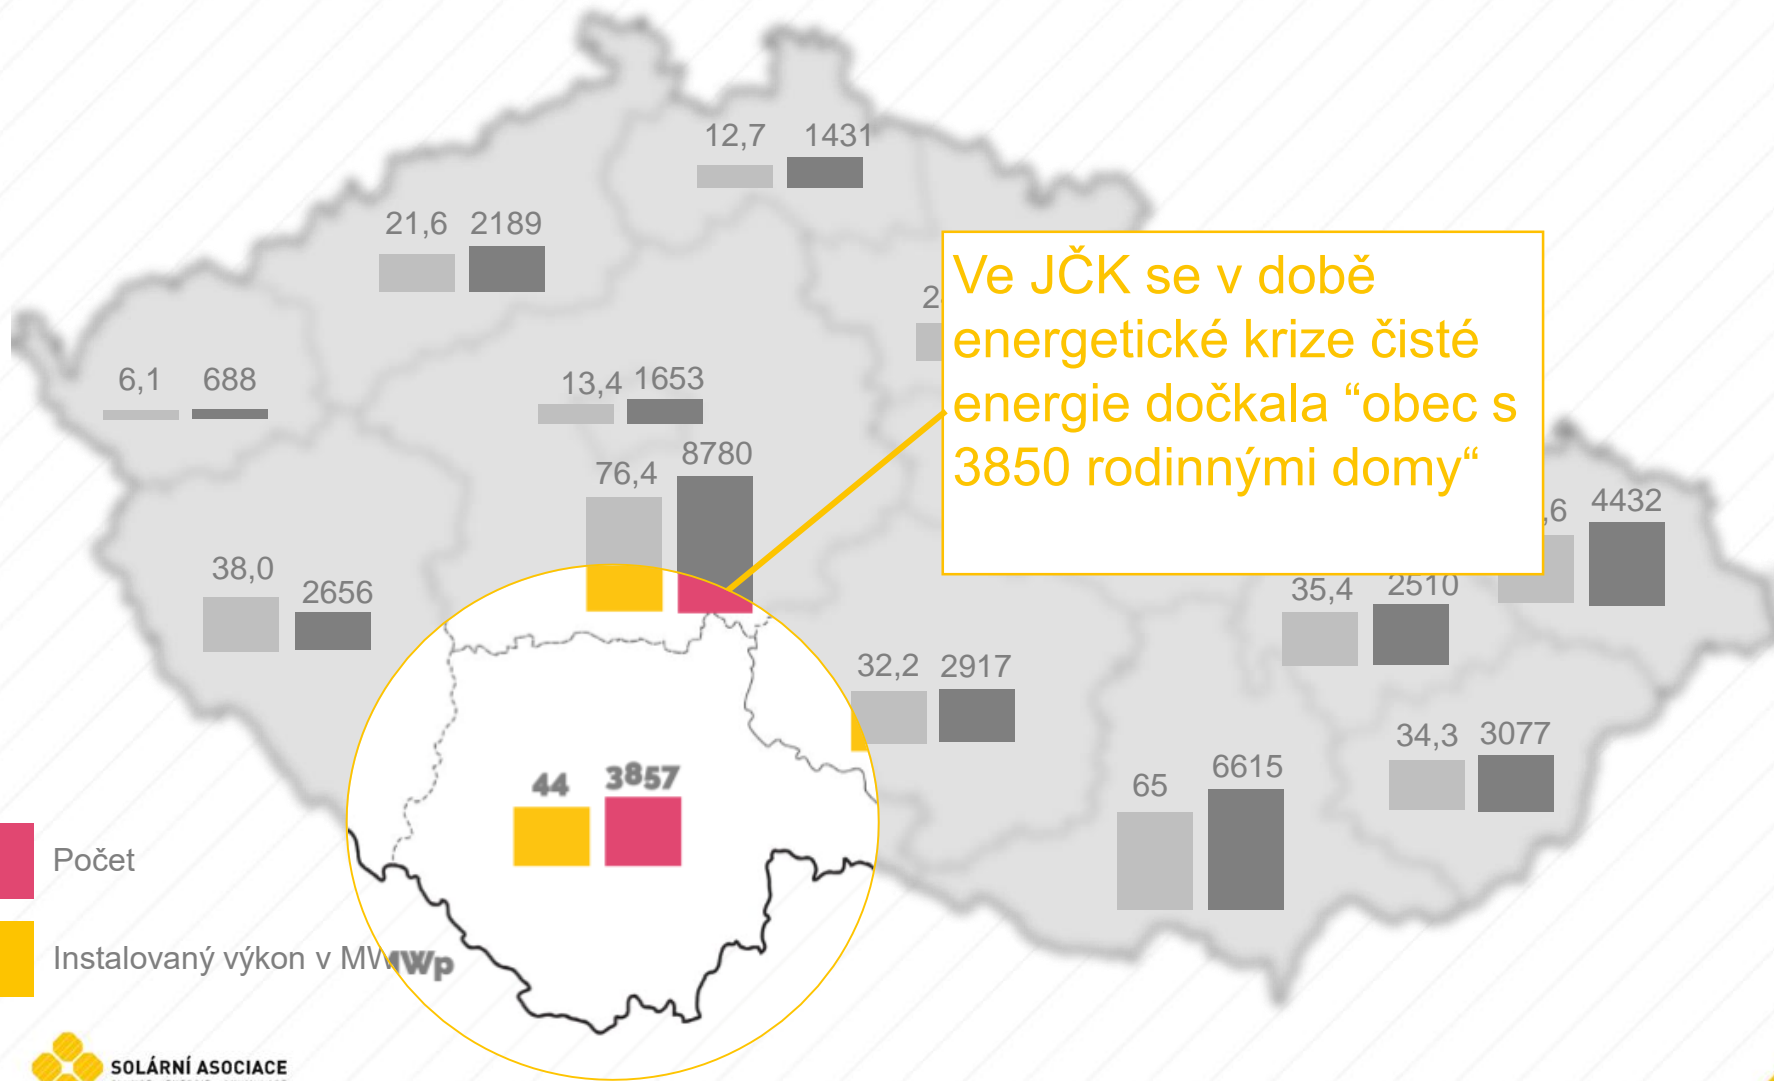 12,7 1431
21,6 2189
Ve JČK se v době
energetické krize čisté
energie dočkala “obec s
3850 rodinnými domy“
6,1 688
13,4 1653
76,4 8780
4432
38,0 2656
35,4 2510
32,2 2917
34,3 3077
65 6615
44 3857
Počet
Instalovaný výkon v MWp
SOLÁRNÍ ASOCIACE